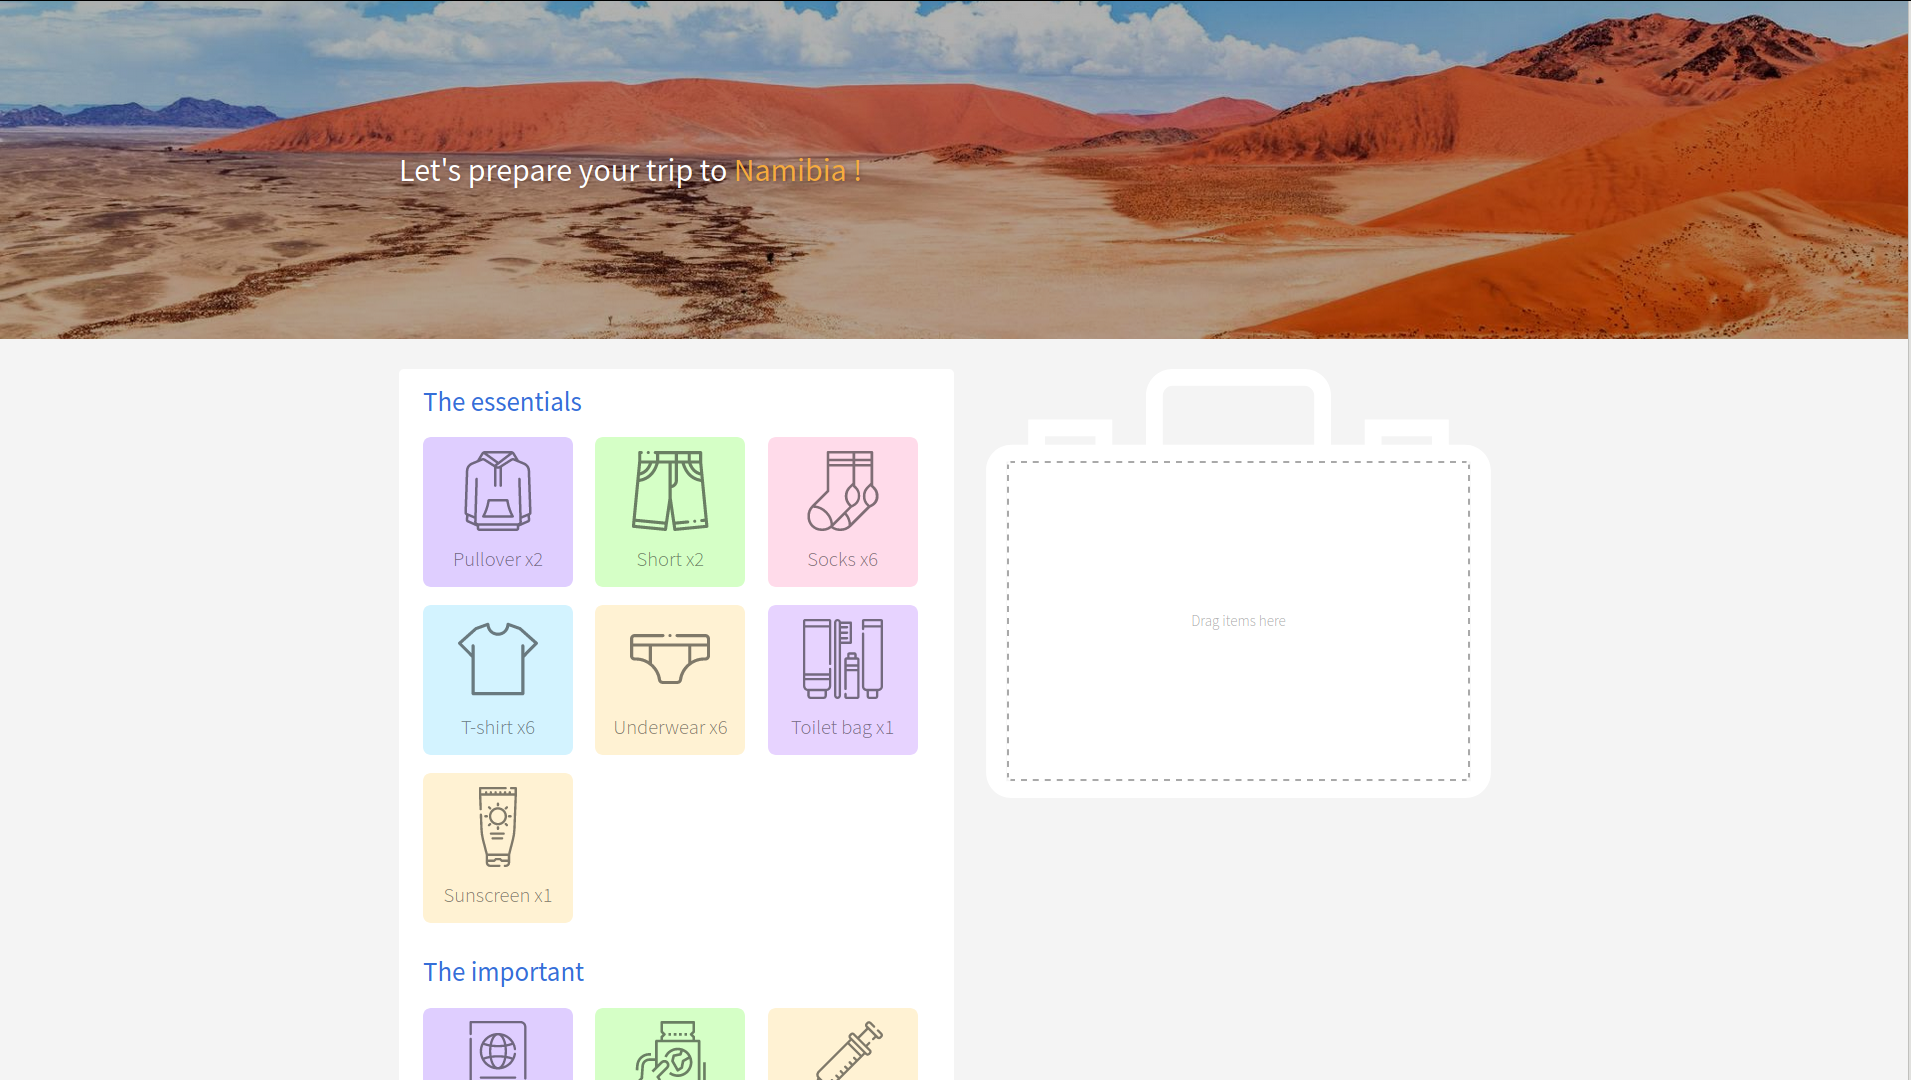 Let's prepare your trip to Namibia !
The essentials
Pullover x2
Short x2
Socks x6
T-shirt x6
Underwear x6
Toilet bag x1
Sunscreen x1
Drag items here
The important